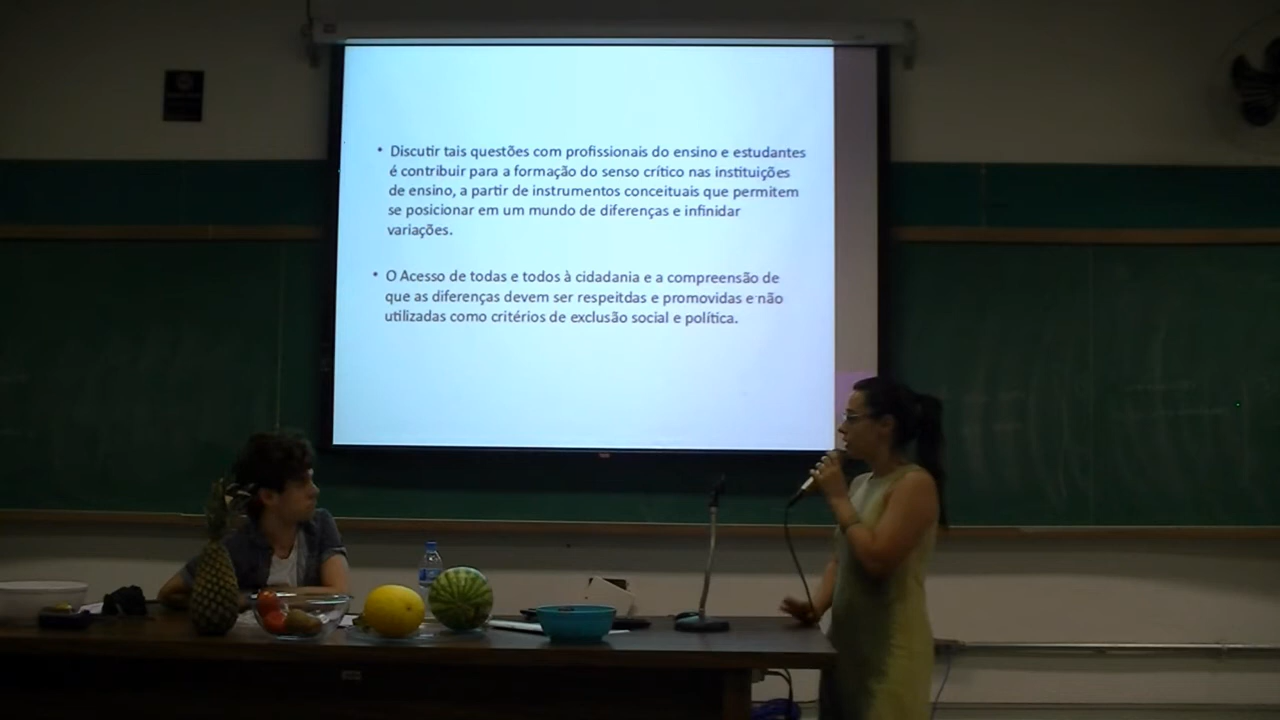 • Discutir tais questões com profissionais do ensino e estudantes
é contribuir para a formação do senso crítico nas instituições
de ensino, a partir de instrumentos conceituais que permitem
se posicionar em um mundo de diferenças e infinidar
variações.
• O Acesso de todas e todos à cidadania e a compreensão de
que as diferenças devem ser respeitdas e promovidas e não
utilizadas como critérios de exclusão social e política.